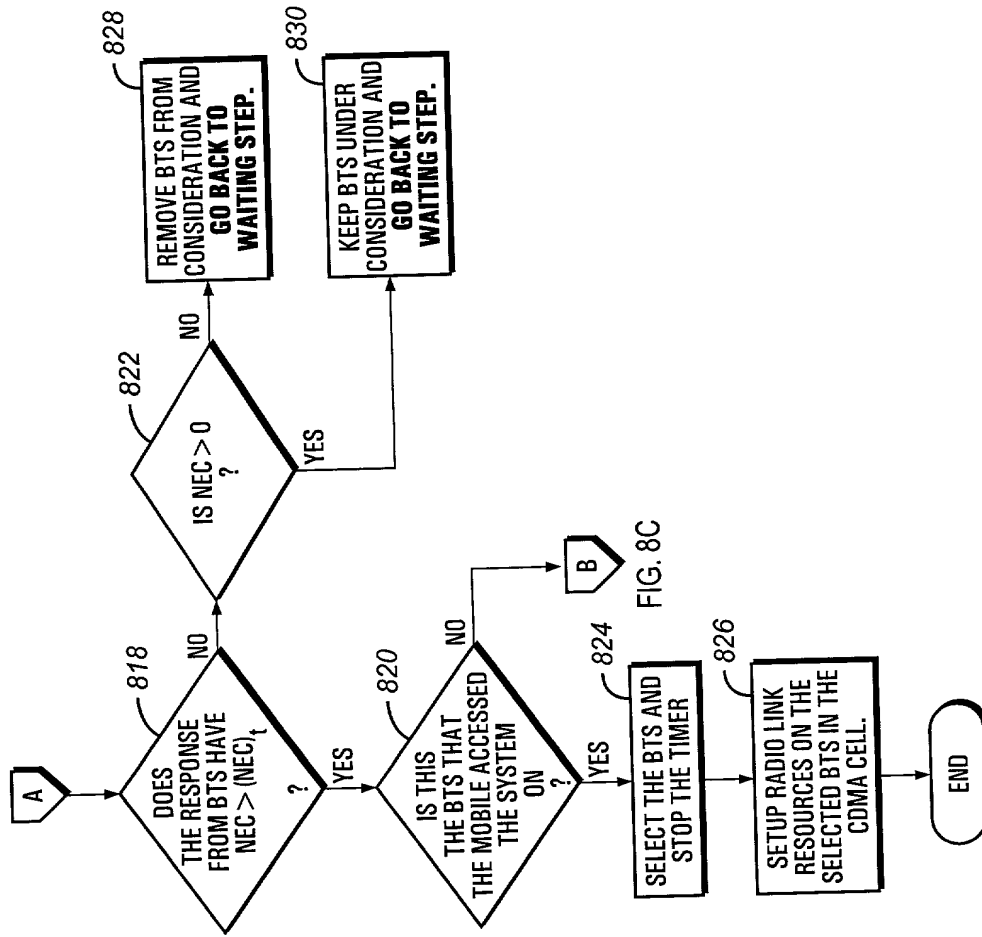 A
818
DOES
THE RESPONSE
FROM BTS HAVE
NEC > (NEC)t
?
NO
YES
822
IS NEC > 0
?
NO
YES
828
REMOVE BTS FROM
CONSIDERATION AND
GO BACK TO
WAITING STEP.
830
KEEP BTS UNDER
CONSIDERATION AND
GO BACK TO
WAITING STEP.
820
IS THIS
THE BTS THAT
THE MOBILE ACCESSED
THE SYSTEM
ON
?
NO
YES
B
FIG. 8C
824
SELECT THE BTS AND
STOP THE TIMER
826
SETUP RADIO LINK
RESOURCES ON THE
SELECTED BTS IN THE
CDMA CELL.
END